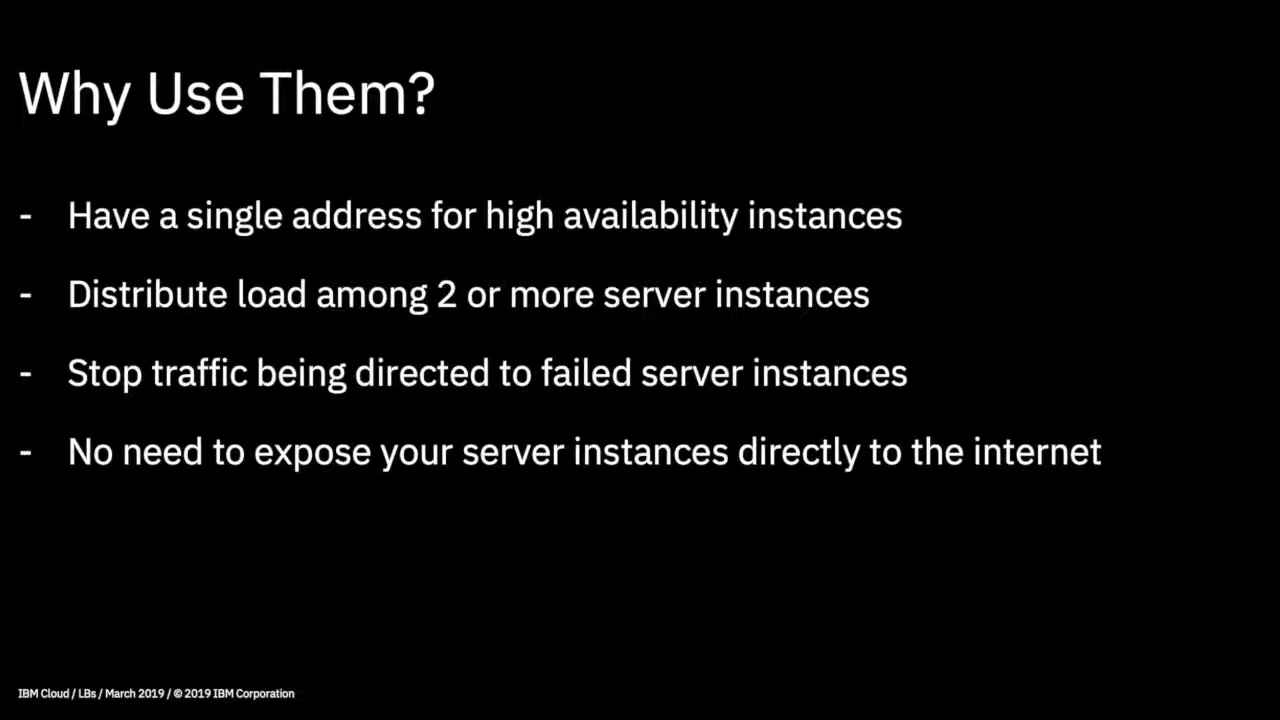 Why Use Them?
- Have a single address for high availability instances
- Distribute load among 2 or more server instances
- Stop traffic being directed to failed server instances
- No need to expose your server instances directly to the internet
IBM Cloud / LBs / March 2019 / © 2019 IBM Corporation